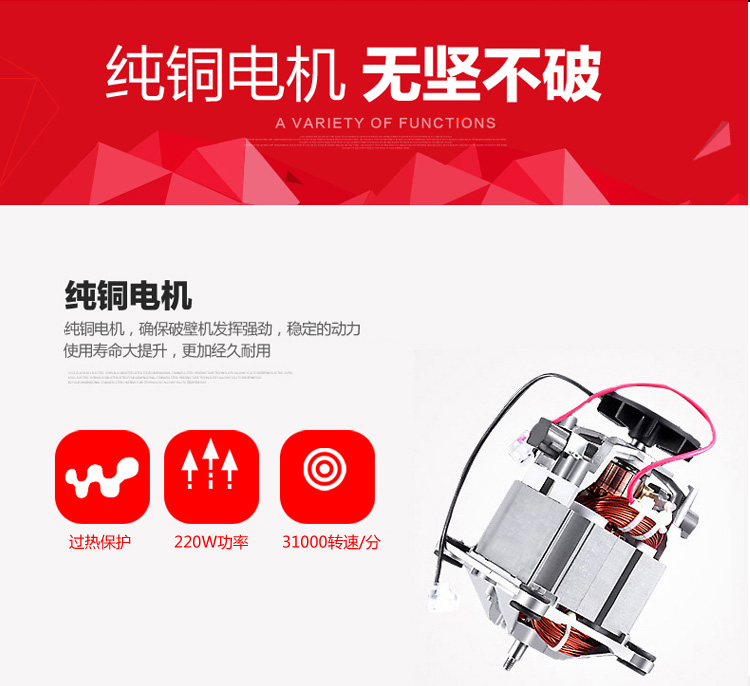 纯铜电机 无坚不破
A VARIETY OF FUNCTIONS
纯铜电机
纯铜电机，确保破壁机发挥强劲，稳定的动力
使用寿命大提升，更加经久耐用
过热保护
220W功率
31000转速/分